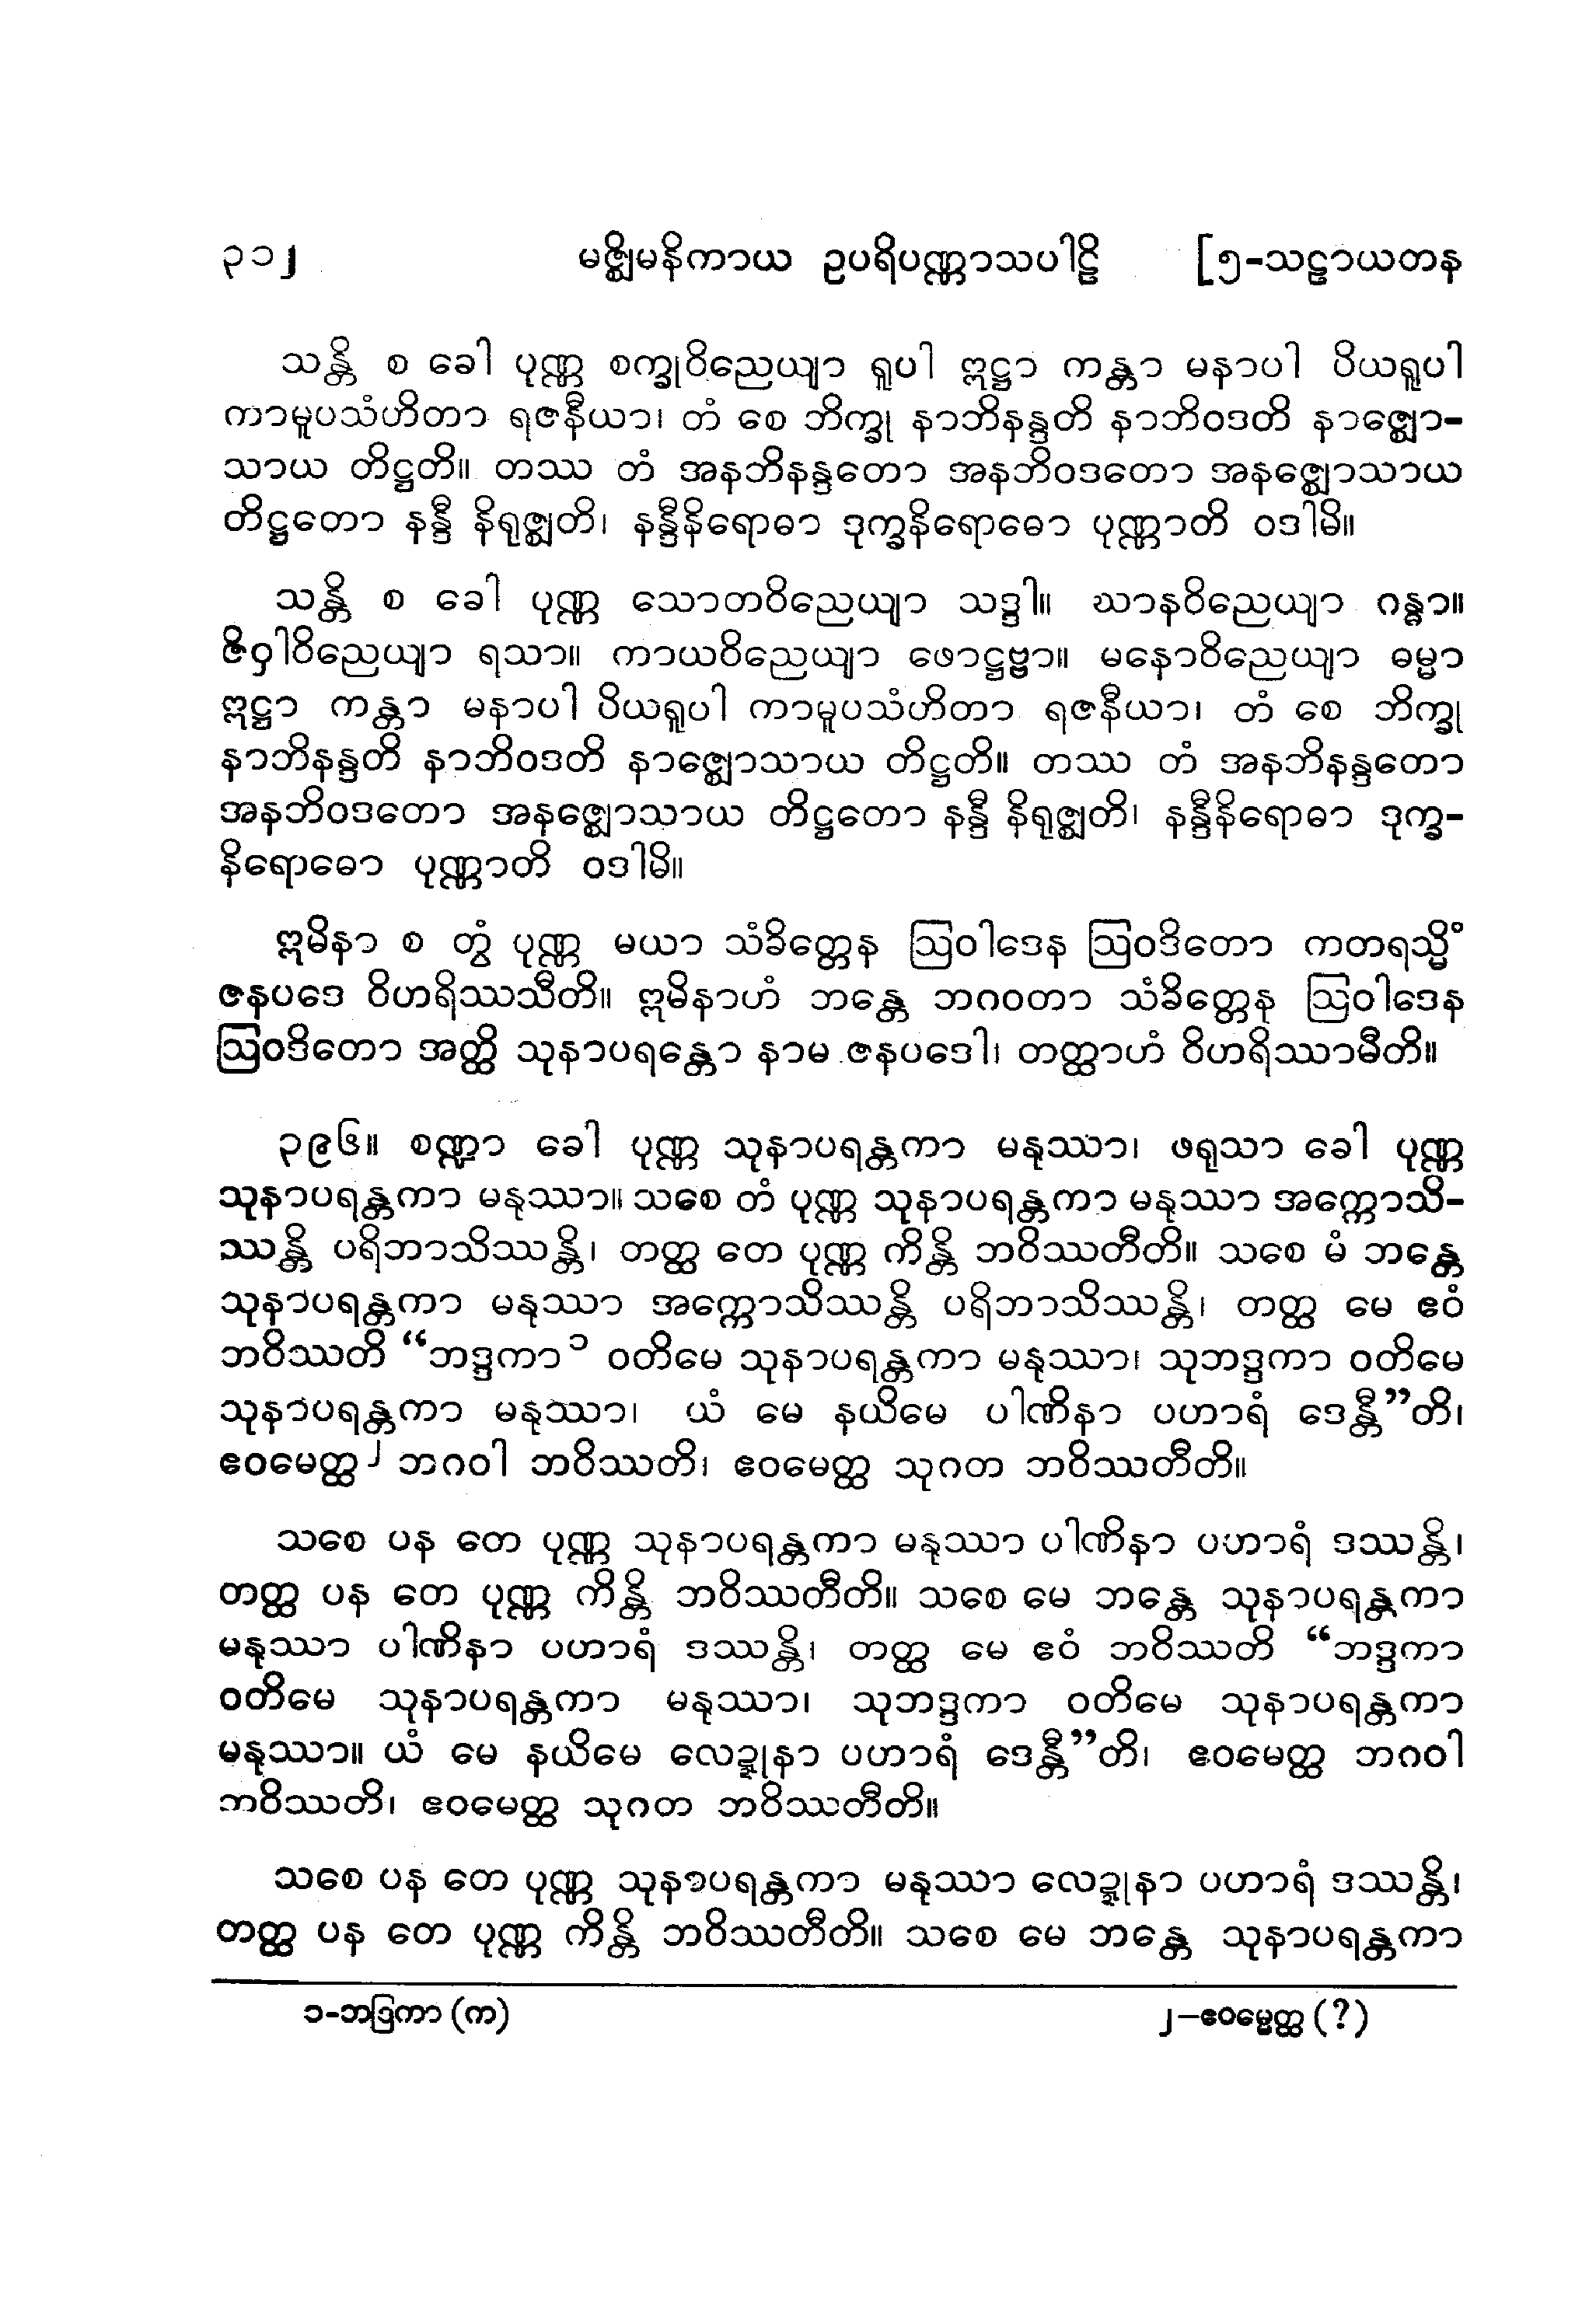 ၃၁၂ မဇ္ဈိမနိကာယ ဥပရိပဏ္ဏာသပါဠိ [၅-သဠာယတန
သန္တိ စ ခေါ ပုဏ္ဏ စက္ခုဝိညေယျာ ရူပါ ဣဋ္ဌာ ကန္တာ မနာပါ ပိယရူပါ
ကာမူပသံဟိတာ ရဇနီယာ၊ တံ စေ ဘိက္ခု နာဘိနန္ဒတိ နာဘိဝဒတိ နာဇ္ဈော-
သာယ တိဋ္ဌတိ။ တဿ တံ အနဘိနန္ဒတော အနဘိဝဒတော အနဇ္ဈောသာယ
တိဋ္ဌတော နန္ဒီ နိရုဇ္ဈတိ၊ နန္ဒီနိရောဓာ ဒုက္ခနိရောဓော ပုဏ္ဏာတိ ဝဒါမိ။
သန္တိ စ ခေါ ပုဏ္ဏ သောတဝိညေယျာ သဒ္ဒါ။ ဃာနဝိညေယျာ ဂန္ဓာ။
ဇိဝှါဝိညေယျာ ရသာ။ ကာယဝိညေယျာ ဖောဋ္ဌဗ္ဗာ။ မနောဝိညေယျာ ဓမ္မာ
ဣဋ္ဌာ ကန္တာ မနာပါ ပိယရူပါ ကာမူပသံဟိတာ ရဇနီယာ၊ တံ စေ ဘိက္ခု
နာဘိနန္ဒတိ နာဘိဝဒတိ နာဇ္ဈောသာယ တိဋ္ဌတိ။ တဿ တံ အနဘိနန္ဒတော
အနဘိဝဒတော အနဇ္ဈောသာယ တိဋ္ဌတော နန္ဒီ နိရုဇ္ဈတိ၊ နန္ဒီနိရောဓာ ဒုက္ခ-
နိရောဓော ပုဏ္ဏာတိ ဝဒါမိ။
ဣမိနာ စ တွံ ပုဏ္ဏ မယာ သံခိတ္တေန ဩဝါဒေန ဩဝဒိတော ကတရသ္မိံ
ဇနပဒေ ဝိဟရိဿသီတိ။ ဣမိနာဟံ ဘန္တေ ဘဂဝတာ သံခိတ္တေန ဩဝါဒေန
ဩဝဒိတော အတ္ထိ သုနာပရန္တော နာမ ဇနပဒေါ၊ တတ္ထာဟံ ဝိဟရိဿာမီတိ။
၃၉၆။ စဏ္ဍာ ခေါ ပုဏ္ဏ သုနာပရန္တကာ မနုဿာ၊ ဖရုသာ ခေါ ပုဏ္ဏ
သုနာပရန္တကာ မနုဿာ။ သစေ တံ ပုဏ္ဏ သုနာပရန္တကာ မနုဿာ အက္ကောသိ-
ဿန္တိ ပရိဘာသိဿန္တိ၊ တတ္ထ တေ ပုဏ္ဏ ကိန္တိ ဘဝိဿတီတိ။ သစေ မံ ဘန္တေ
သုနာပရန္တကာ မနုဿာ အက္ကောသိဿန္တိ ပရိဘာသိဿန္တိ၊ တတ္ထ မေ ဧဝံ
ဘဝိဿတိ “ဘဒ္ဒကာ ၁ ဝတိမေ သုနာပရန္တကာ မနုဿာ၊ သုဘဒ္ဒကာ ဝတိမေ
သုနာပရန္တကာ မနုဿာ၊ ယံ မေ နယိမေ ပါဏိနာ ပဟာရံ ဒေန္တီ”တိ၊
ဧဝမေတ္ထ ၂ ဘဂဝါ ဘဝိဿတိ၊ ဧဝမေတ္ထ သုဂတ ဘဝိဿတီတိ။
သစေ ပန တေ ပုဏ္ဏ သုနာပရန္တကာ မနုဿာ ပါဏိနာ ပဟာရံ ဒဿန္တိ၊
တတ္ထ ပန တေ ပုဏ္ဏ ကိန္တိ ဘဝိဿတီတိ။ သစေ မေ ဘန္တေ သုနာပရန္တကာ
မနုဿာ ပါဏိနာ ပဟာရံ ဒဿန္တိ၊ တတ္ထ မေ ဧဝံ ဘဝိဿတိ “ဘဒ္ဒကာ
ဝတိမေ သုနာပရန္တကာ မနုဿာ၊ သုဘဒ္ဒကာ ဝတိမေ သုနာပရန္တကာ
မနုဿာ။ ယံ မေ နယိမေ လေဍ္ဍုနာ ပဟာရံ ဒေန္တီ”တိ၊ ဧဝမေတ္ထ ဘဂဝါ
ဘဝိဿတိ၊ ဧဝမေတ္ထ သုဂတ ဘဝိဿတီတိ။
သစေ ပန တေ ပုဏ္ဏ သုနာပရန္တကာ မနုဿာ လေဍ္ဍုနာ ပဟာရံ ဒဿန္တိ၊
တတ္ထ ပန တေ ပုဏ္ဏ ကိန္တိ ဘဝိဿတီတိ။ သစေ မေ ဘန္တေ သုနာပရန္တကာ
၁-ဘဒြကာ (က) ၂-ဧဝမ္မေတ္ထ (?)